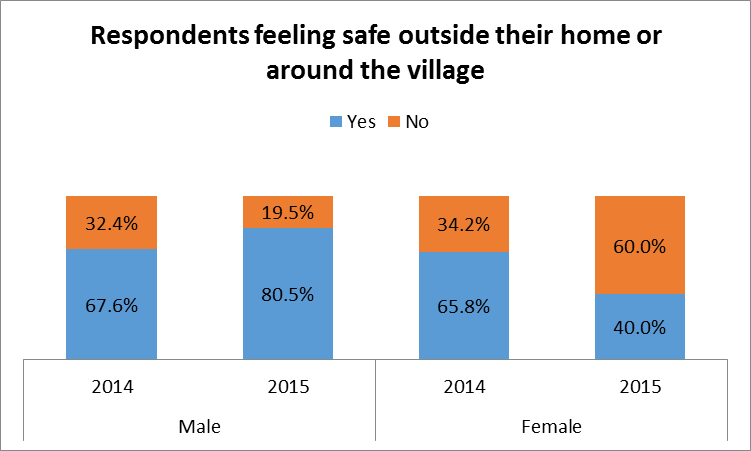 Respondents feeling safe outside their home or
around the village
Yes No
32.4% 19.5% 34.2% 60.0%
67.6% 80.5% 65.8% 40.0%
2014 2015 2014 2015
Male Female